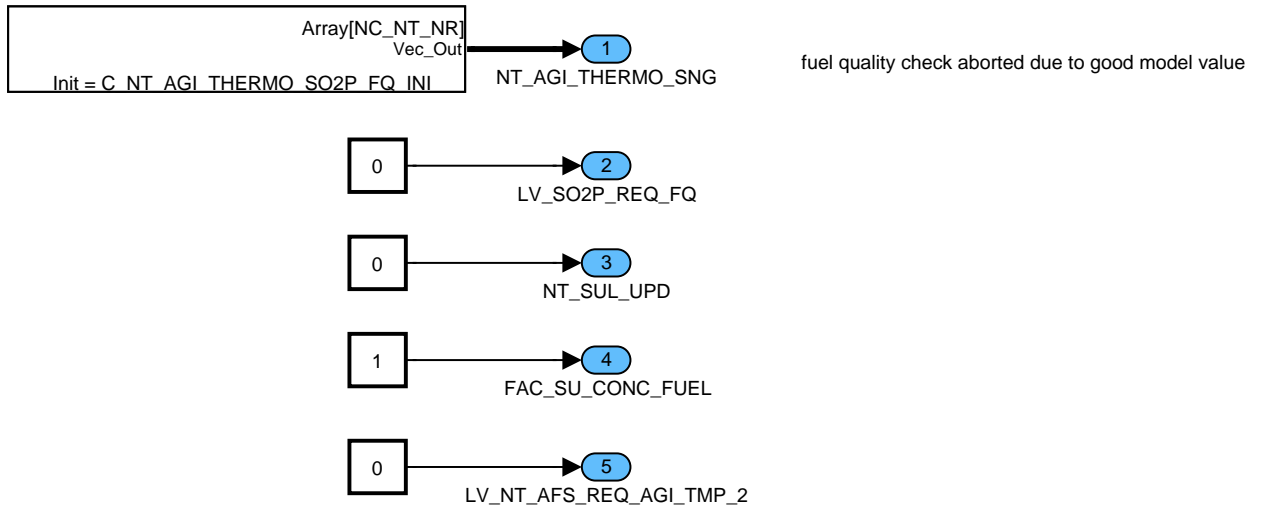 Array[NC_NT_NR]
Vec_Out
Init = C_NT_AGI_THERMO_SO2P_FQ_INI
1
NT_AGI_THERMO_SNG
fuel quality check aborted due to good model value
0
2
LV_SO2P_REQ_FQ
0
3
NT_SUL_UPD
1
4
FAC_SU_CONC_FUEL
0
5
LV_NT_AFS_REQ_AGI_TMP_2